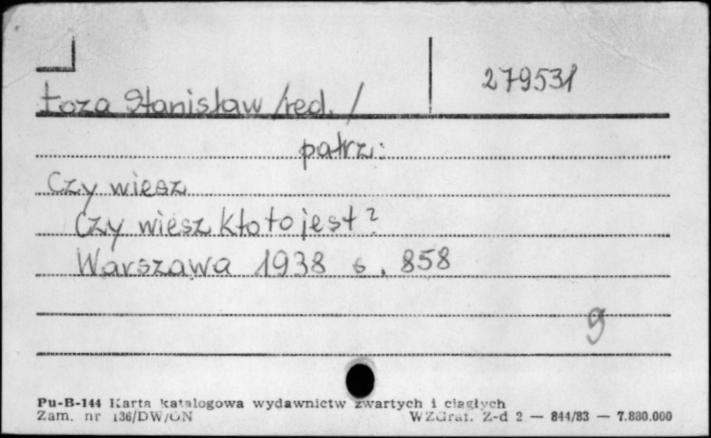 279531
Łoza Stanisław /red. /
patrz:
Czy wiesz
Czy wiesz kto to jest?
Warszawa 1938 s. 858
9
Pu-B-144 Karta katalogowa wydawnictw zwartych i ciągłych
Zam. nr 136/DW/ON WZGraf. Z-d 2 — 844/83 — 7.880.000